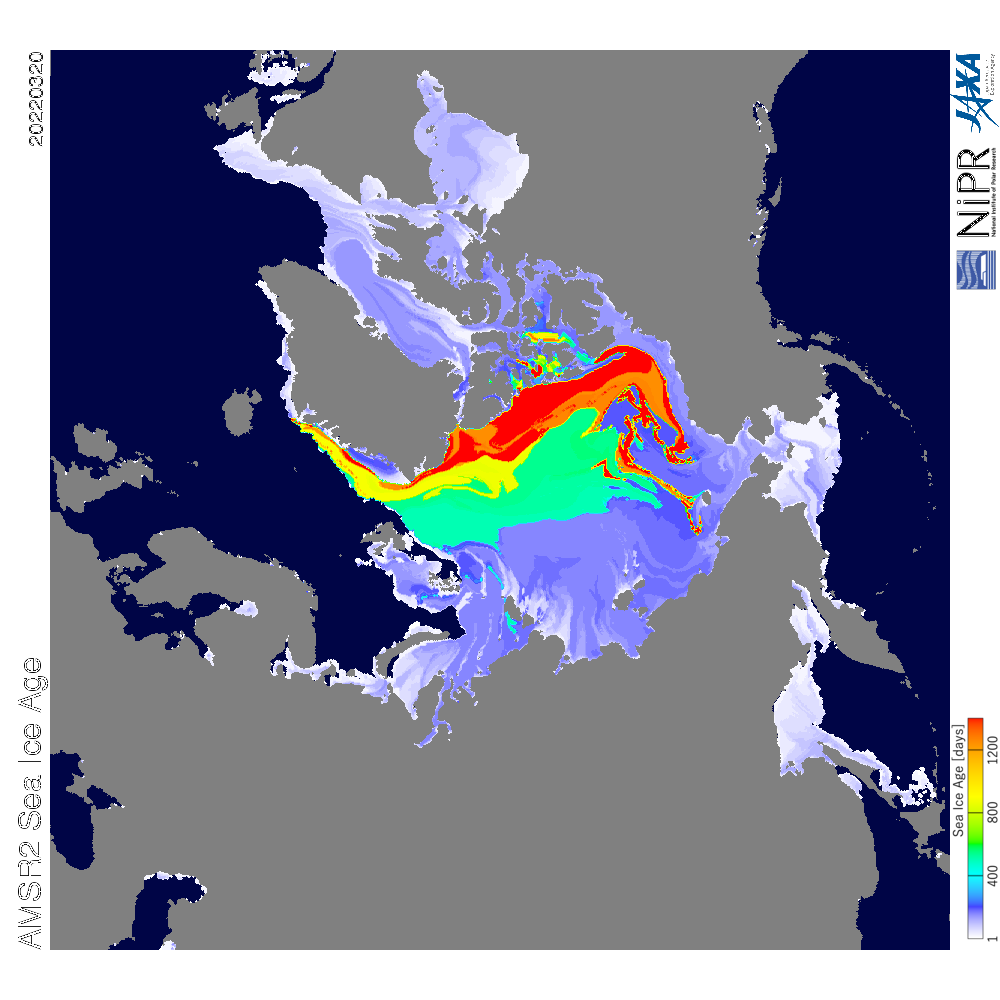 AMSR2 Sea Ice Age
20220320
JAXA
NiPR
National Institute of Polar Research
Sea Ice Age [days]
1
400
800
1200